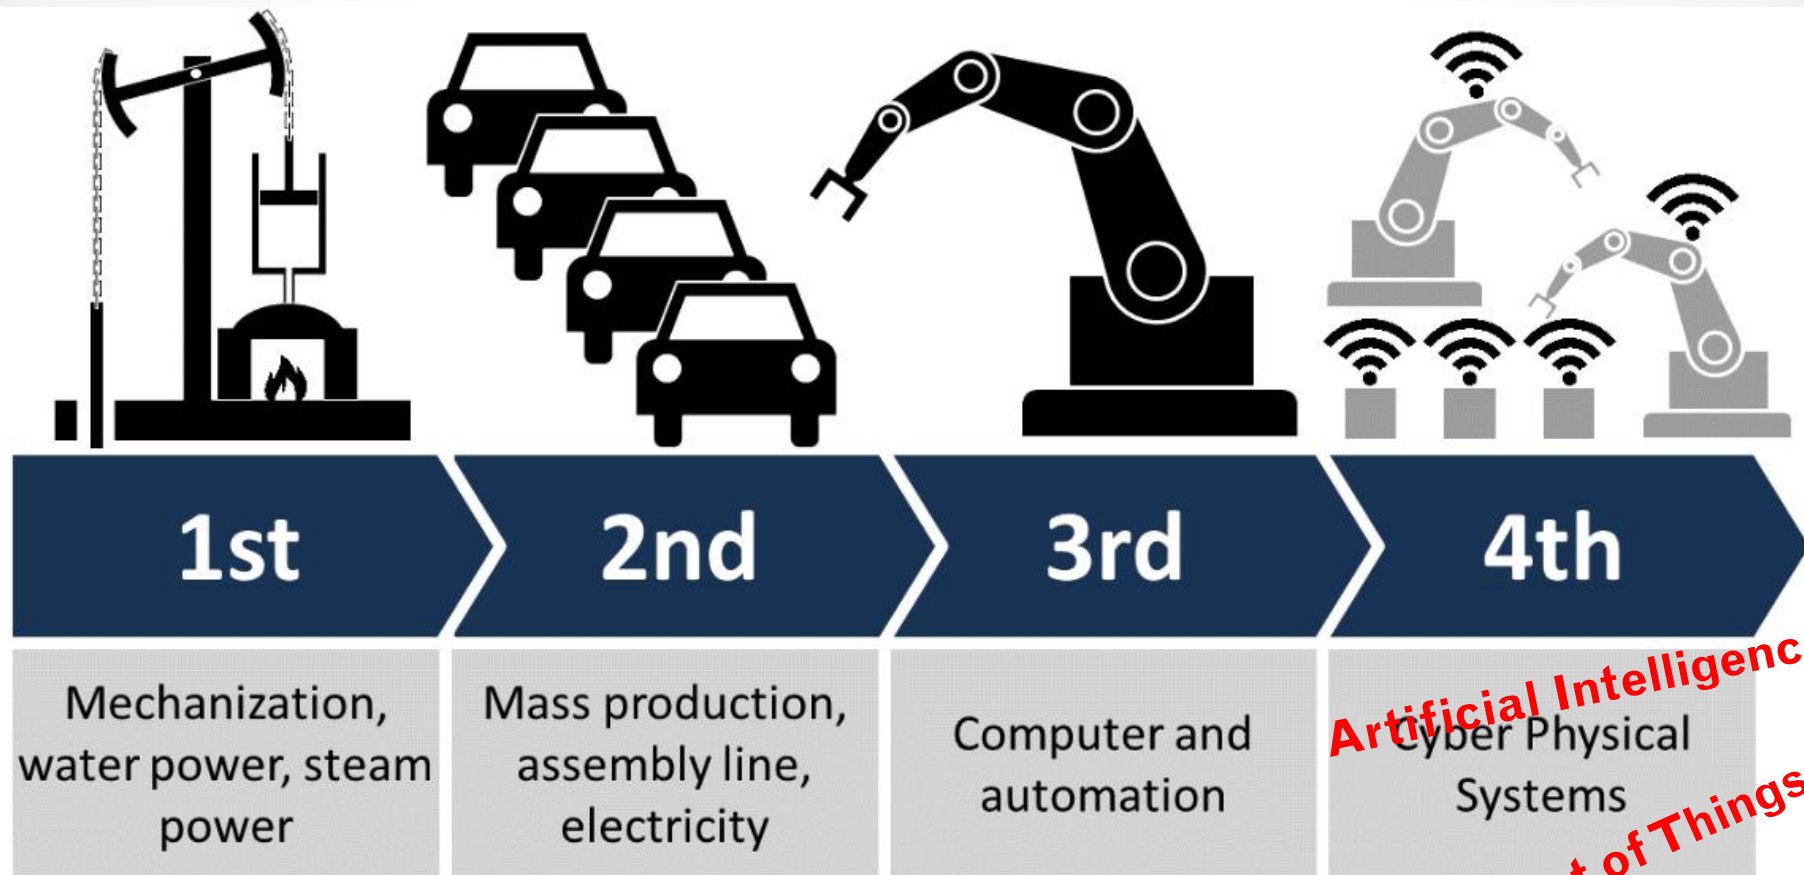 1st
2nd
3rd
4th
Mechanization,
water power, steam
power
Mass production,
assembly line,
electricity
Computer and
automation
Cyber Physical
Systems
Artificial Intelligenc
t of Things